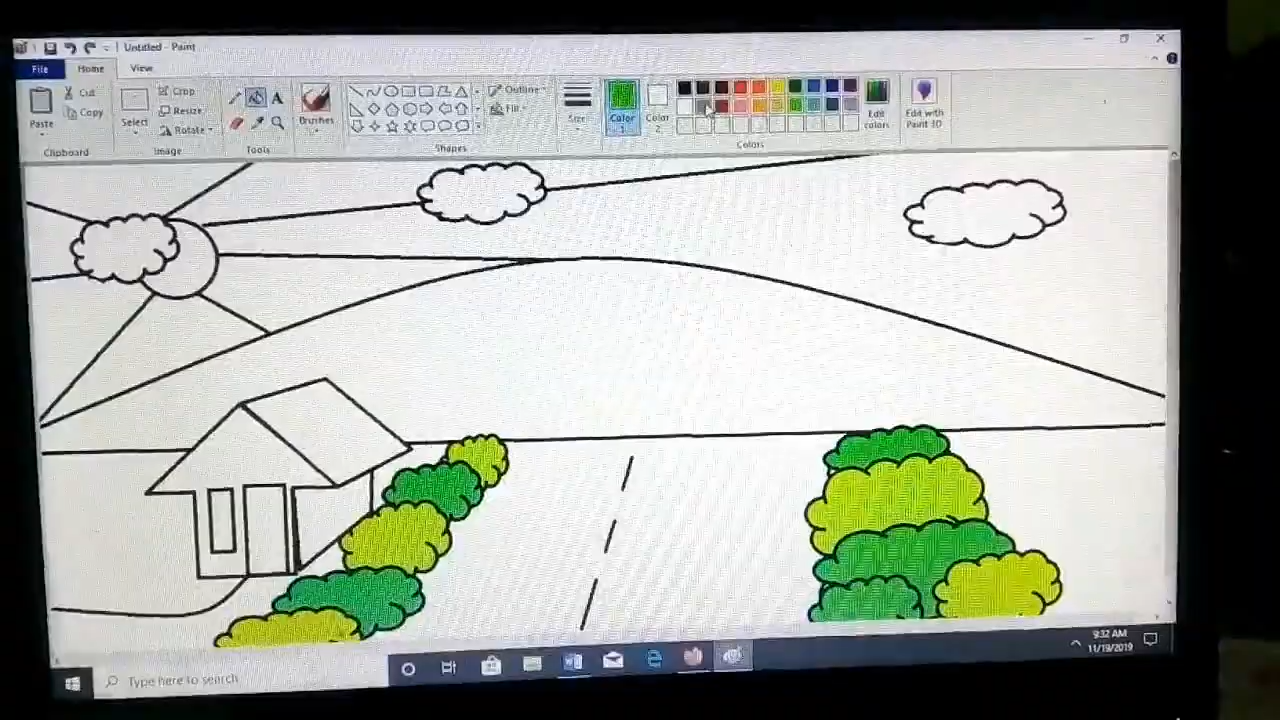 Untitled - Paint
File
Home
View
Paste
Cut
Copy
Clipboard
Select
Crop
Resize
Rotate
Image
A
Tools
Brushes
Outline
Fill
Shapes
Size
Color
1
Color
2
Edit
colors
Edit with
Paint 3D
Colors
Type here to search
9:32 AM
11/19/2019